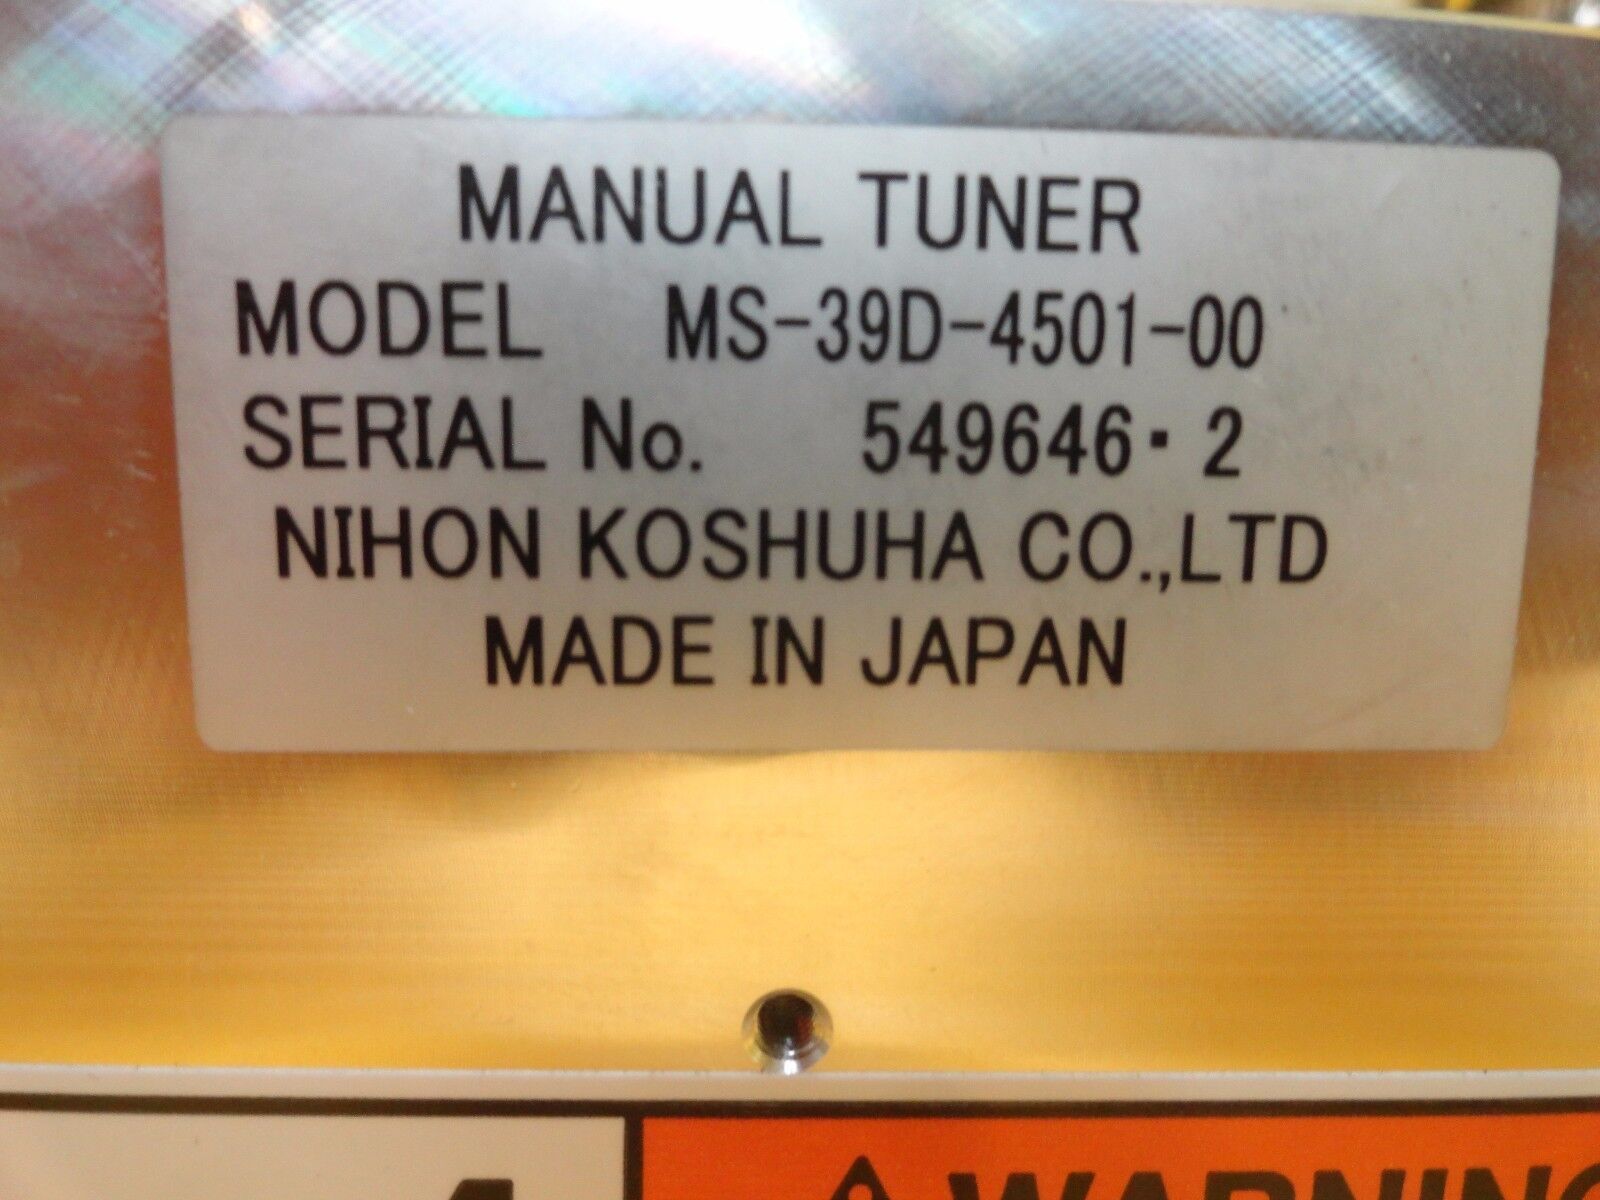 MANUAL TUNER
MODEL MS-39D-4501-00
SERIAL No. 549646▪2
NIHON KOSHUHA CO.,LTD
MADE IN JAPAN
⚠WARNING